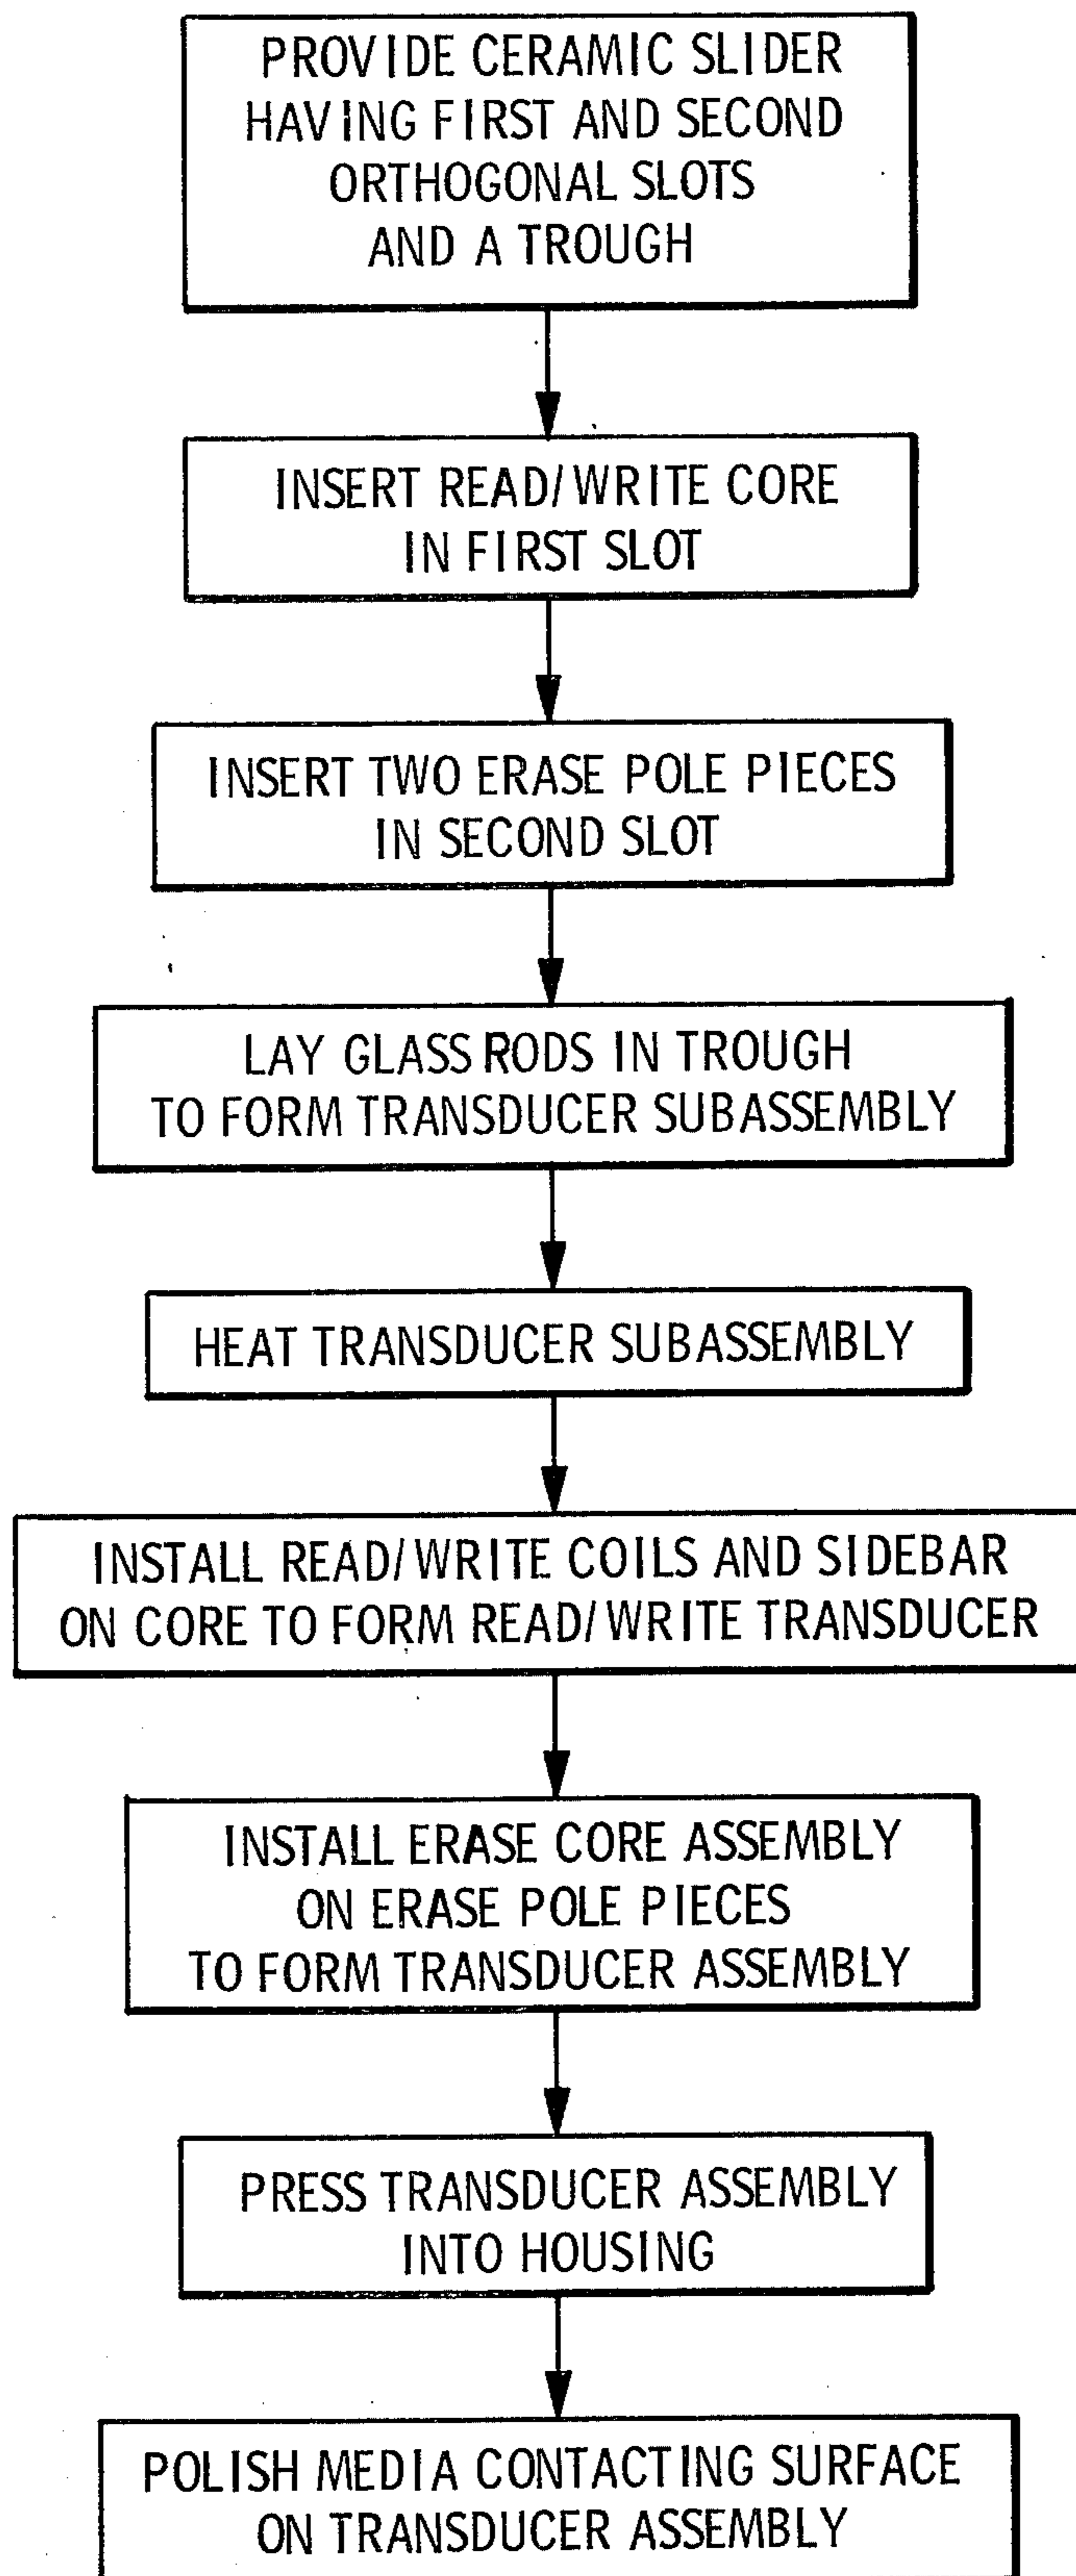 PROVIDE CERAMIC SLIDER
HAVING FIRST AND SECOND
ORTHOGONAL SLOTS
AND A TROUGH
INSERT READ/WRITE CORE
IN FIRST SLOT
INSERT TWO ERASE POLE PIECES
IN SECOND SLOT
LAY GLASS RODS IN TROUGH
TO FORM TRANSDUCER SUBASSEMBLY
HEAT TRANSDUCER SUBASSEMBLY
INSTALL READ/WRITE COILS AND SIDEBAR
ON CORE TO FORM READ/WRITE TRANSDUCER
INSTALL ERASE CORE ASSEMBLY
ON ERASE POLE PIECES
TO FORM TRANSDUCER ASSEMBLY
PRESS TRANSDUCER ASSEMBLY
INTO HOUSING
POLISH MEDIA CONTACTING SURFACE
ON TRANSDUCER ASSEMBLY